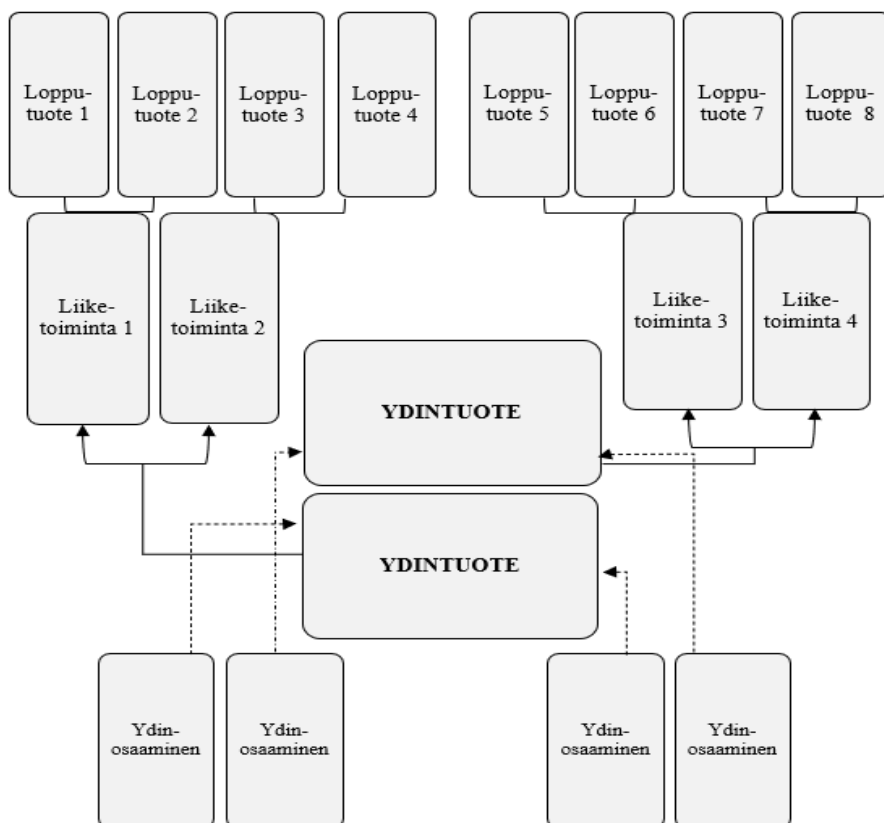 Loppu-
tuote 1
Loppu-
tuote 2
Loppu-
tuote 3
Loppu-
tuote 4
Loppu-
tuote 5
Loppu-
tuote 6
Loppu-
tuote 7
Loppu-
tuote 8
Liike-
toiminta 1
Liike-
toiminta 2
Liike-
toiminta 3
Liike-
toiminta 4
YDINTUOTE
YDINTUOTE
Ydin-
osaaminen
Ydin-
osaaminen
Ydin-
osaaminen
Ydin-
osaaminen